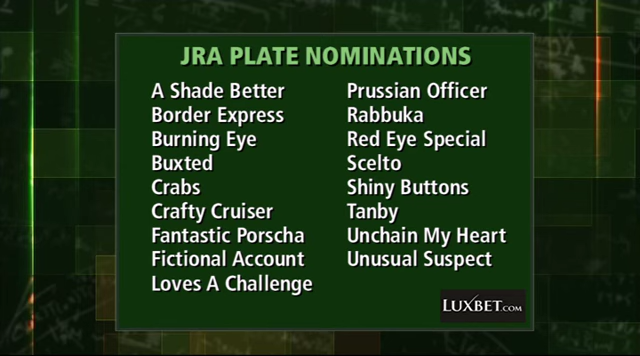 JRA PLATE NOMINATIONS
A Shade Better
Border Express
Burning Eye
Buxted
Crabs
Crafty Cruiser
Fantastic Porscha
Fictional Account
Loves A Challenge
Prussian Officer
Rabbuka
Red Eye Special
Scelto
Shiny Buttons
Tanby
Unchain My Heart
Unusual Suspect
LUXBET.COM